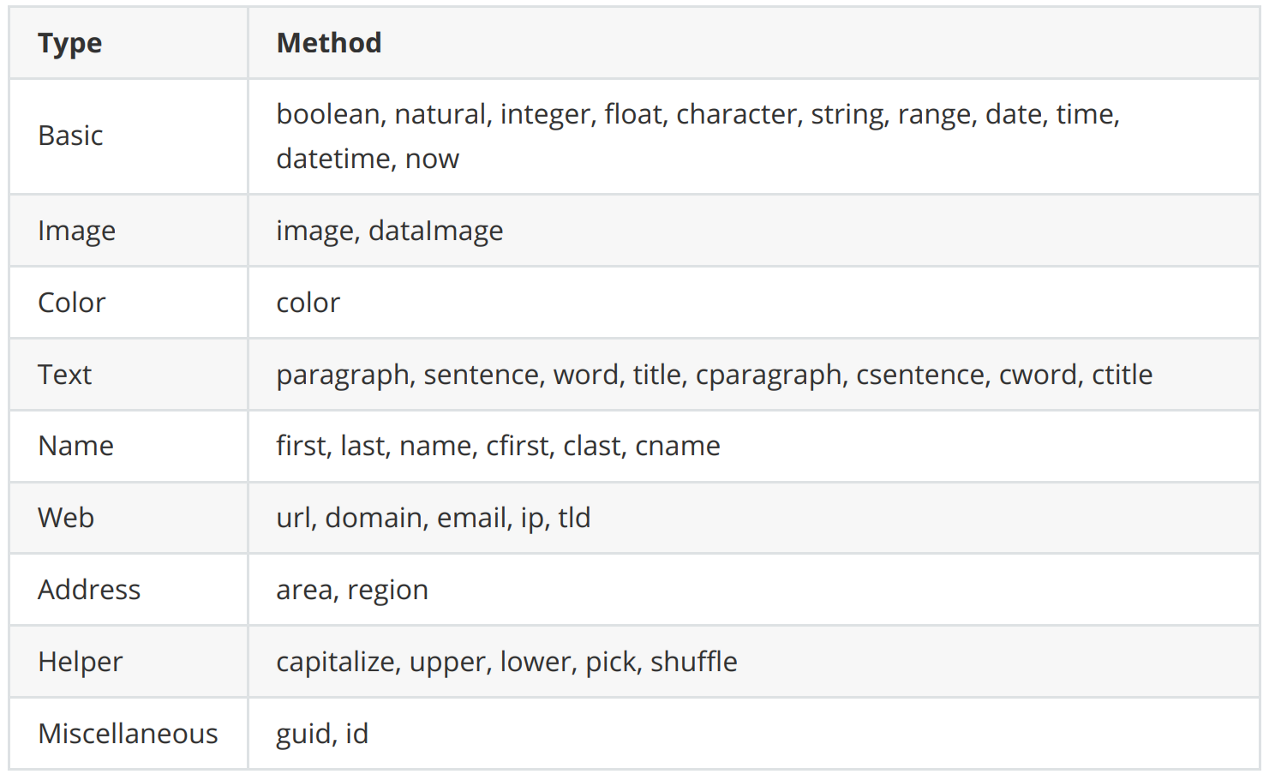 Type Method
Basic boolean, natural, integer, float, character, string, range, date, time,
datetime, now
Image image, dataImage
Color color
Text paragraph, sentence, word, title, cparagraph, csentence, cword, ctitle
Name first, last, name, cfirst, clast, cname
Web url, domain, email, ip, tld
Address area, region
Helper capitalize, upper, lower, pick, shuffle
Miscellaneous guid, id